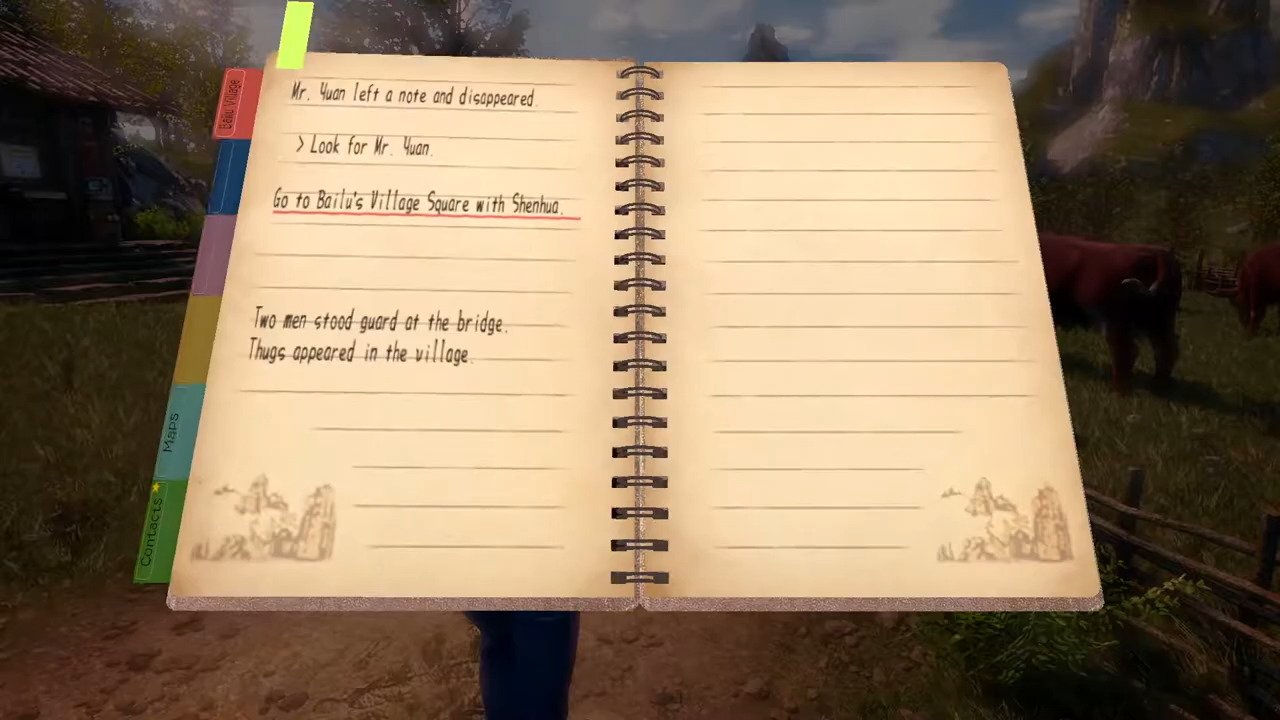 Mr. Yuan left a note and disappeared.
> Look for Mr. Yuan.
Go to Bailu's Village Square with Shenhua.
Two men stood guard at the bridge.
Thugs appeared in the village.
Bailu Village
Maps
Contacts